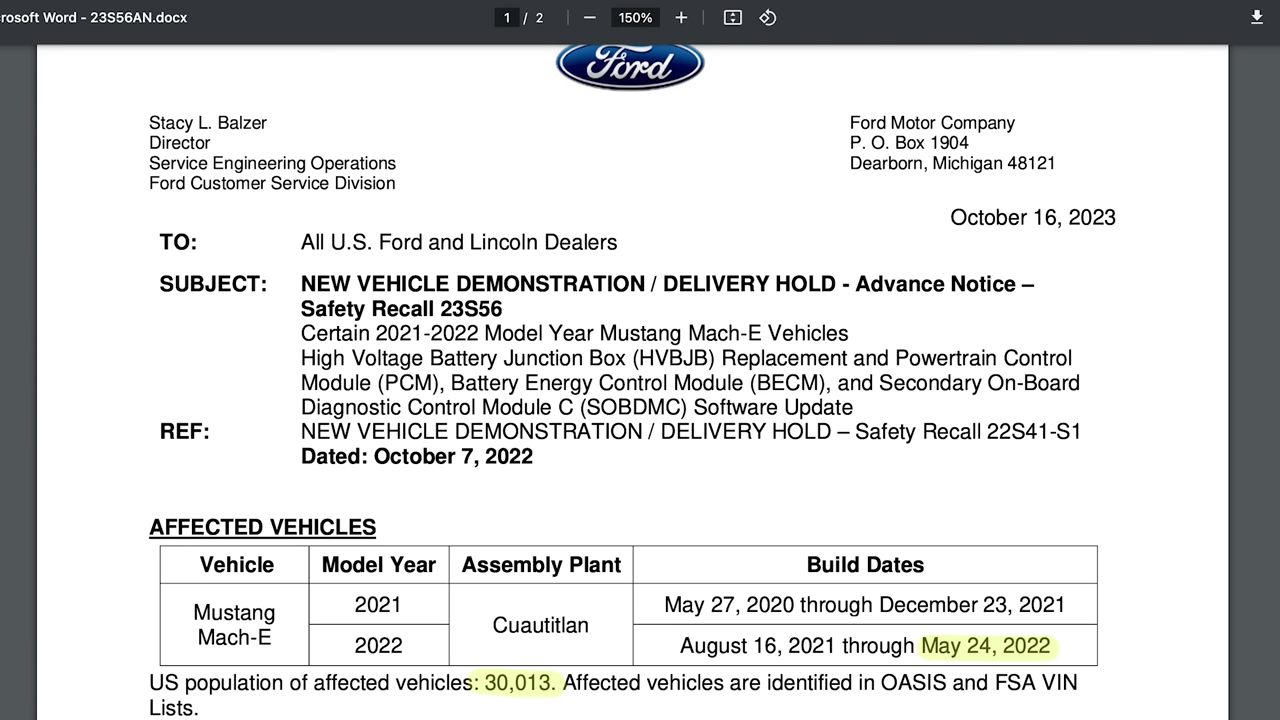 rosoft Word - 23S56AN.docx
1 / 2
150%
Ford
Stacy L. Balzer
Director
Service Engineering Operations
Ford Customer Service Division
Ford Motor Company
P. O. Box 1904
Dearborn, Michigan 48121
October 16, 2023
TO: All U.S. Ford and Lincoln Dealers
SUBJECT: NEW VEHICLE DEMONSTRATION / DELIVERY HOLD - Advance Notice –
Safety Recall 23S56
Certain 2021-2022 Model Year Mustang Mach-E Vehicles
High Voltage Battery Junction Box (HVBJB) Replacement and Powertrain Control
Module (PCM), Battery Energy Control Module (BECM), and Secondary On-Board
Diagnostic Control Module C (SOBDMC) Software Update
REF: NEW VEHICLE DEMONSTRATION / DELIVERY HOLD – Safety Recall 22S41-S1
Dated: October 7, 2022
AFFECTED VEHICLES
Vehicle Model Year Assembly Plant Build Dates
Mustang
Mach-E
2021
2022
Cuautitlan
May 27, 2020 through December 23, 2021
August 16, 2021 through May 24, 2022
US population of affected vehicles: 30,013. Affected vehicles are identified in OASIS and FSA VIN
Lists.